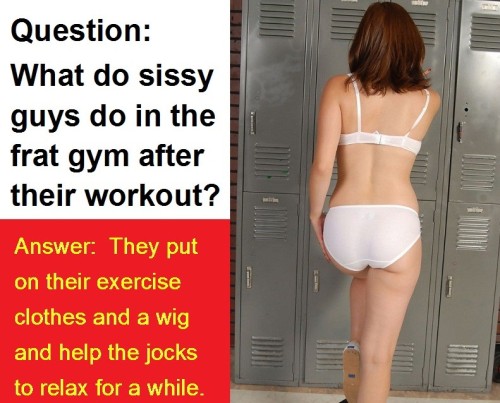 Question:
What do sissy
guys do in the
frat gym after
their workout?
Answer:  They put
on their exercise
clothes and a wig
and help the jocks
to relax for a while.